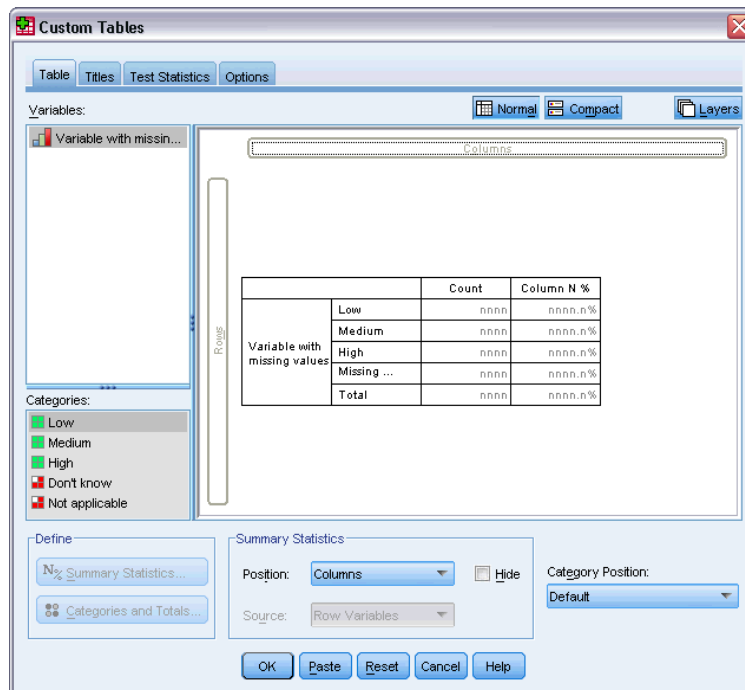 Custom Tables
Table Titles Test Statistics Options
Variables:
Normal Compact Layers
Variable with missin...
Columns
Rows
Count Column N %
Variable with missing values
Low nnnn nnnn.n%
Medium nnnn nnnn.n%
High nnnn nnnn.n%
Missing ... nnnn nnnn.n%
Total nnnn nnnn.n%
Categories:
Low
Medium
High
Don't know
Not applicable
Define
N% Summary Statistics...
Categories and Totals...
Summary Statistics
Position: Columns Hide
Source: Row Variables
Category Position:
Default
OK Paste Reset Cancel Help